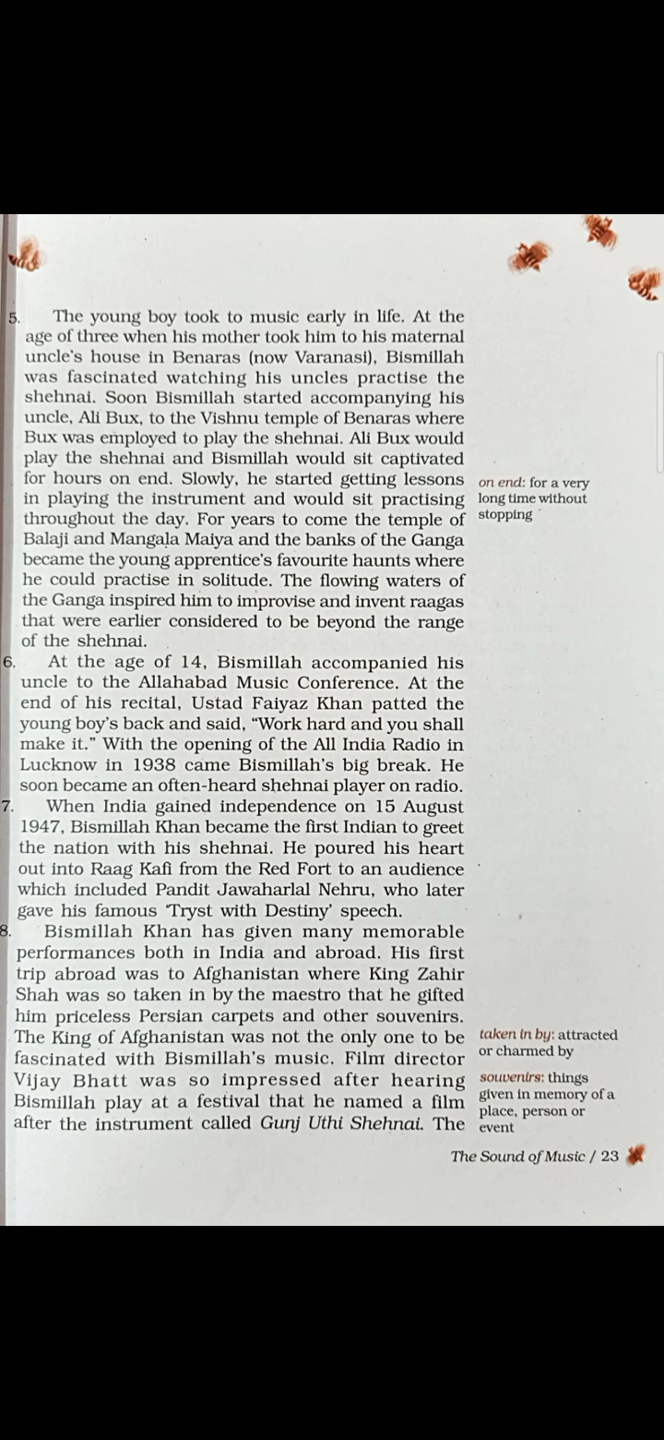 5. The young boy took to music early in life. At the
age of three when his mother took him to his maternal
uncle's house in Benaras (now Varanasi), Bismillah
was fascinated watching his uncles practise the
shehnai. Soon Bismillah started accompanying his
uncle, Ali Bux, to the Vishnu temple of Benaras where
Bux was employed to play the shehnai. Ali Bux would
play the shehnai and Bismillah would sit captivated
for hours on end. Slowly, he started getting lessons
in playing the instrument and would sit practising
throughout the day. For years to come the temple of
Balaji and Mangala Maiya and the banks of the Ganga
became the young apprentice's favourite haunts where
he could practise in solitude. The flowing waters of
the Ganga inspired him to improvise and invent raagas
that were earlier considered to be beyond the range
of the shehnai.
on end: for a very
long time without
stopping
6. At the age of 14, Bismillah accompanied his
uncle to the Allahabad Music Conference. At the
end of his recital, Ustad Faiyaz Khan patted the
young boy's back and said, “Work hard and you shall
make it.” With the opening of the All India Radio in
Lucknow in 1938 came Bismillah's big break. He
soon became an often-heard shehnai player on radio.
7. When India gained independence on 15 August
1947, Bismillah Khan became the first Indian to greet
the nation with his shehnai. He poured his heart
out into Raag Kafi from the Red Fort to an audience
which included Pandit Jawaharlal Nehru, who later
gave his famous ‘Tryst with Destiny’ speech.
8. Bismillah Khan has given many memorable
performances both in India and abroad. His first
trip abroad was to Afghanistan where King Zahir
Shah was so taken in by the maestro that he gifted
him priceless Persian carpets and other souvenirs.
The King of Afghanistan was not the only one to be
fascinated with Bismillah's music. Film director
Vijay Bhatt was so impressed after hearing
Bismillah play at a festival that he named a film
after the instrument called Gunj Uthi Shehnai. The
taken in by: attracted
or charmed by
souvenirs: things
given in memory of a
place, person or
event
The Sound of Music / 23